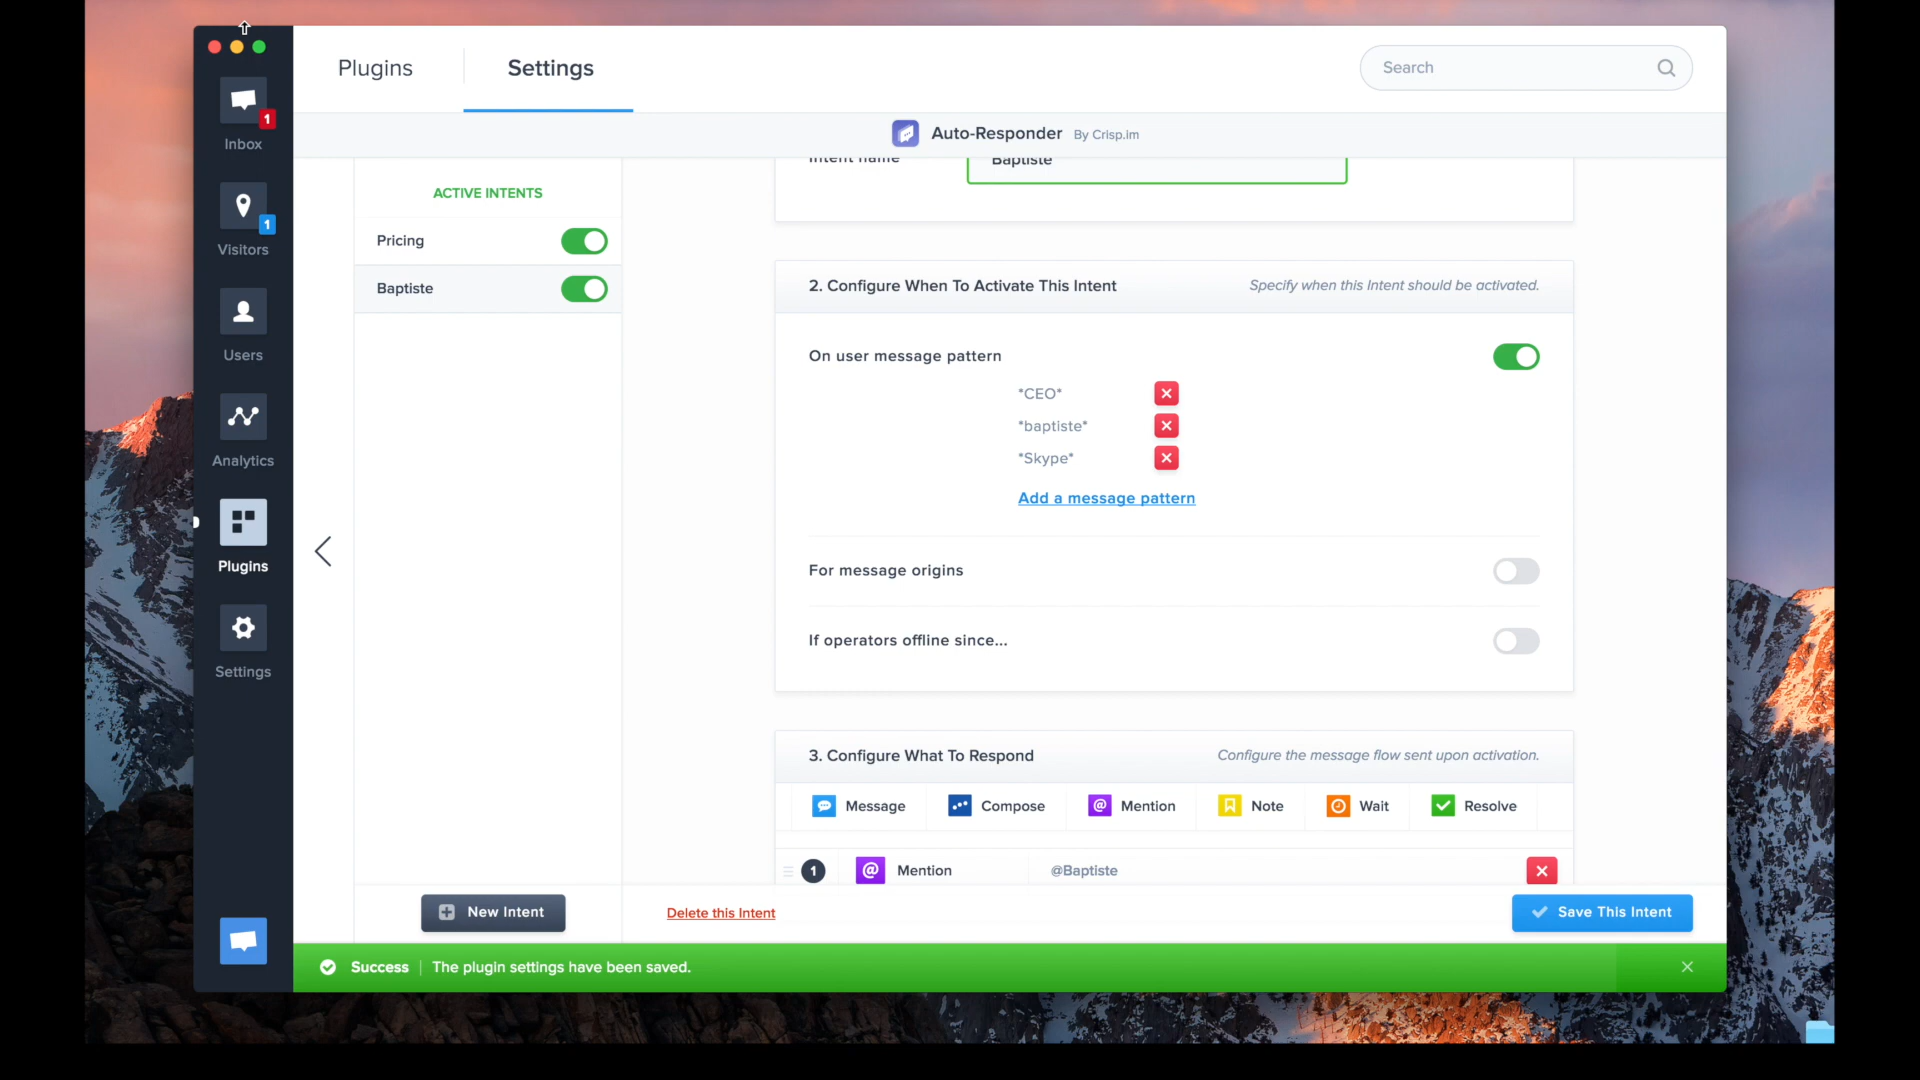 Plugins
Settings
Search
Auto-Responder By Crisp.im
1
Inbox
1
Visitors
Users
Analytics
Plugins
Settings
ACTIVE INTENTS
Pricing
Baptiste
Intent name
Baptiste
2. Configure When To Activate This Intent
Specify when this Intent should be activated.
On user message pattern
*CEO*
*baptiste*
*Skype*
Add a message pattern
For message origins
If operators offline since...
3. Configure What To Respond
Configure the message flow sent upon activation.
Message
Compose
Mention
Note
Wait
Resolve
1
Mention
@Baptiste
New Intent
Delete this Intent
Save This Intent
Success
The plugin settings have been saved.